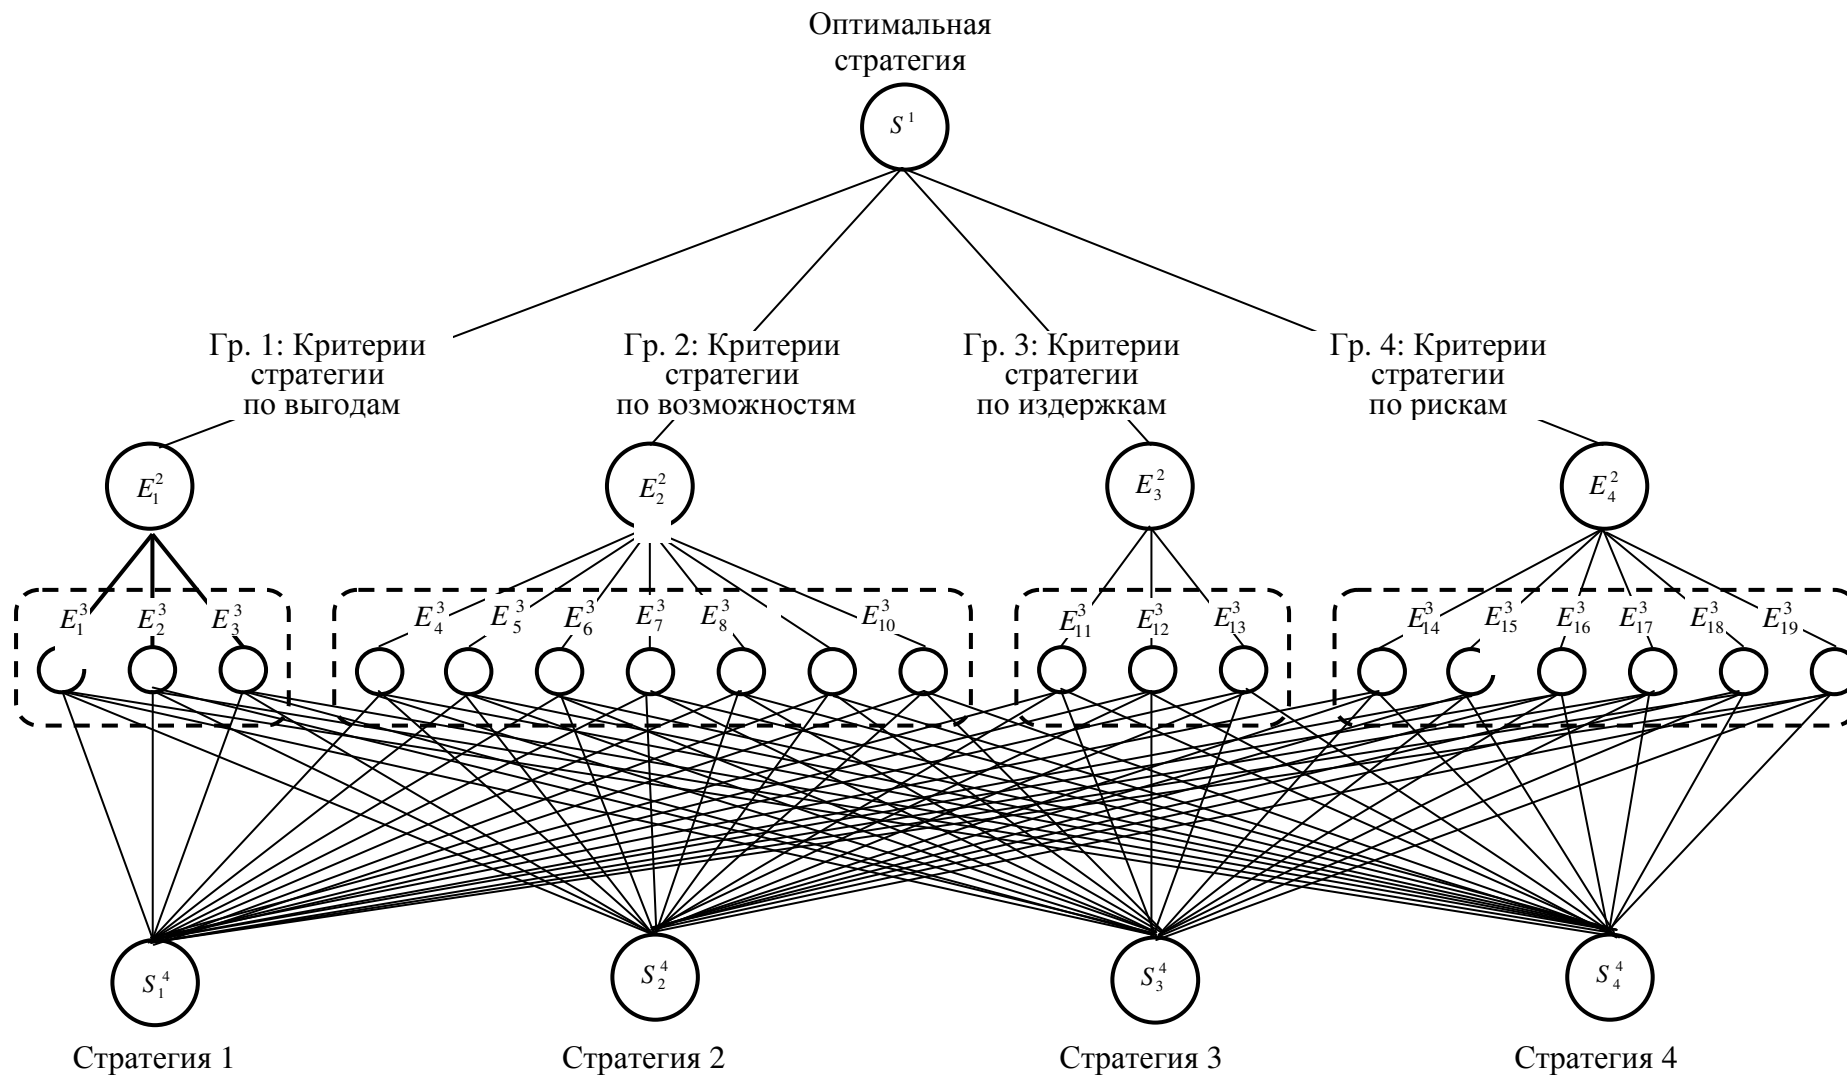 Оптимальная
стратегия
S¹
Гр. 1: Критерии
стратегии
по выгодам
Гр. 2: Критерии
стратегии
по возможностям
Гр. 3: Критерии
стратегии
по издержкам
Гр. 4: Критерии
стратегии
по рискам
E₁²
E₂²
E₃²
E₄²
E₁³
E₂³
E₃³
E₄³
E₅³
E₆³
E₇³
E₈³
E₁₀³
E₁₁³
E₁₂³
E₁₃³
E₁₄³
E₁₅³
E₁₆³
E₁₇³
E₁₈³
E₁₉³
S₁⁴
S₂⁴
S₃⁴
S₄⁴
Стратегия 1
Стратегия 2
Стратегия 3
Стратегия 4